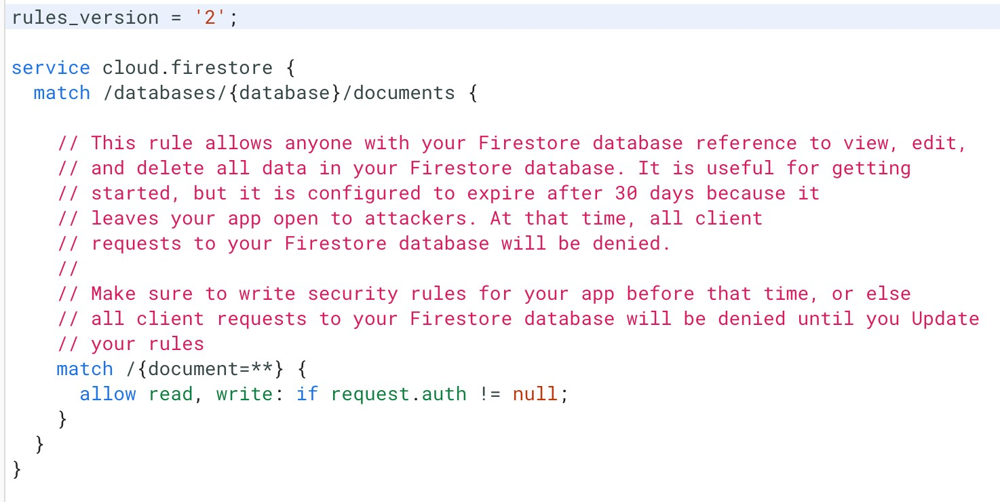 rules_version = '2';
service cloud.firestore {
match /databases/{database}/documents {
// This rule allows anyone with your Firestore database reference to view, edit,
// and delete all data in your Firestore database. It is useful for getting
// started, but it is configured to expire after 30 days because it
// leaves your app open to attackers. At that time, all client
// requests to your Firestore database will be denied.
//
// Make sure to write security rules for your app before that time, or else
// all client requests to your Firestore database will be denied until you Update
// your rules
match /{document=**} {
allow read, write: if request.auth != null;
}
}
}